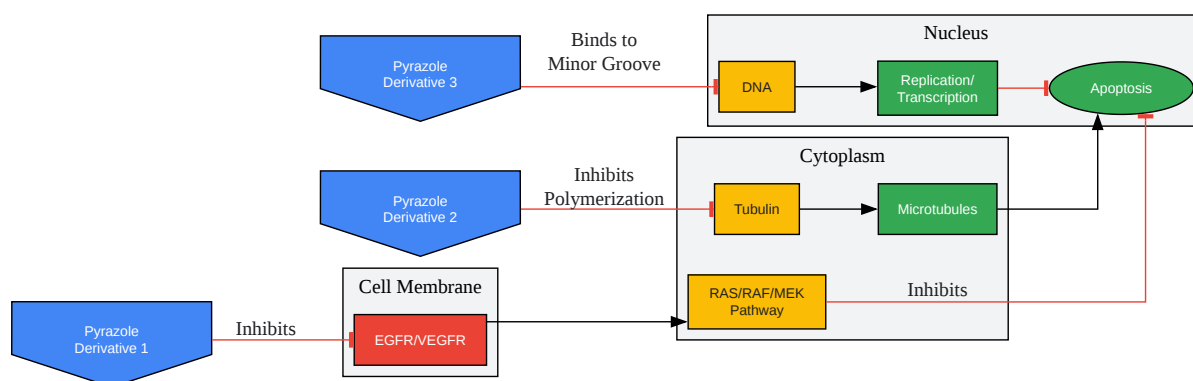 Nucleus
Binds to
Minor Groove
Pyrazole
Derivative 3
DNA
Replication/
Transcription
Apoptosis
Cytoplasm
Inhibits
Polymerization
Pyrazole
Derivative 2
Tubulin
Microtubules
Cell Membrane
RAS/RAF/MEK
Pathway
Inhibits
Pyrazole
Derivative 1
Inhibits
EGFR/VEGFR